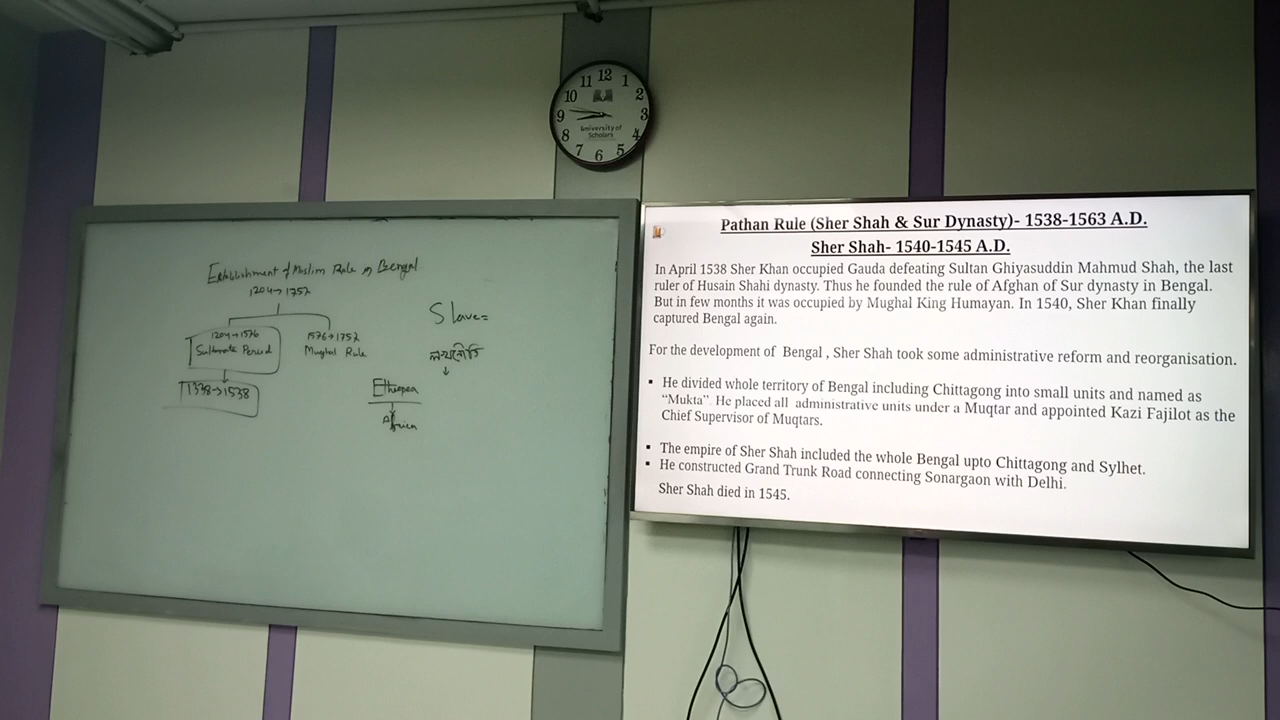 12
1
2
3
4
5
6
7
8
9
10
11
University of
Scholars
Establishment of Muslim Rule in Bengal
1204→1757
1204→1576
Sultanate Period
1338→1538
1576→1757
Mughal Rule
Slave=
লখনৌতি
Ethiopea
Africa
Pathan Rule (Sher Shah & Sur Dynasty)- 1538-1563 A.D.
Sher Shah- 1540-1545 A.D.
In April 1538 Sher Khan occupied Gauda defeating Sultan Ghiyasuddin Mahmud Shah, the last
ruler of Husain Shahi dynasty. Thus he founded the rule of Afghan of Sur dynasty in Bengal.
But in few months it was occupied by Mughal King Humayan. In 1540, Sher Khan finally
captured Bengal again.
For the development of Bengal , Sher Shah took some administrative reform and reorganisation.
▪ He divided whole territory of Bengal including Chittagong into small units and named as
“Mukta”. He placed all administrative units under a Muqtar and appointed Kazi Fajilot as the
Chief Supervisor of Muqtars.
▪ The empire of Sher Shah included the whole Bengal upto Chittagong and Sylhet.
▪ He constructed Grand Trunk Road connecting Sonargaon with Delhi.
Sher Shah died in 1545.